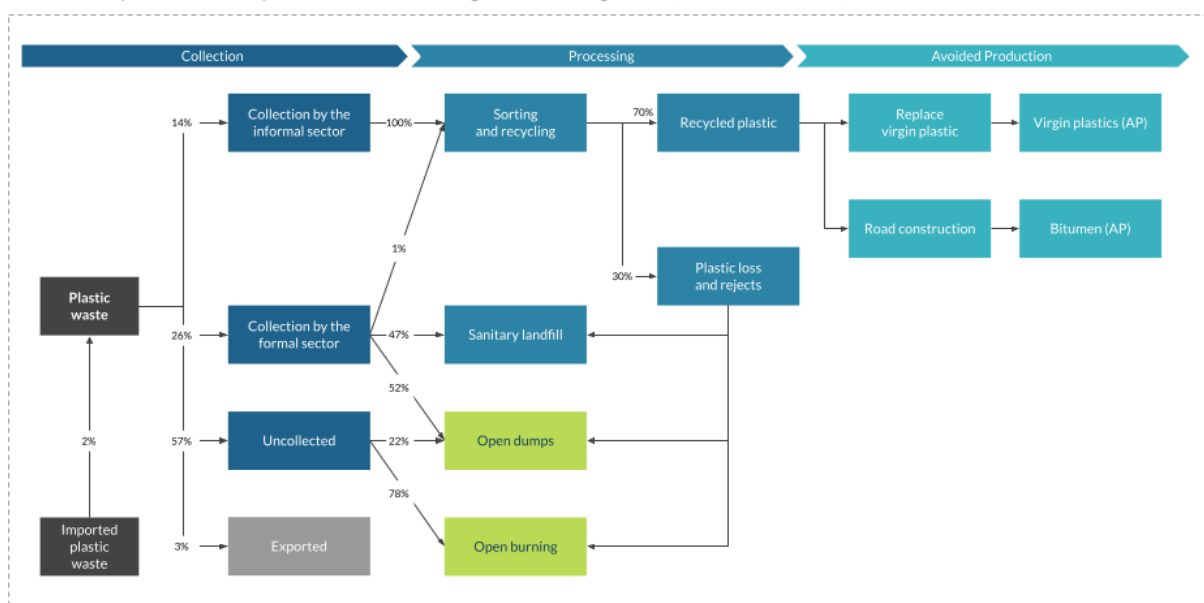 Collection
Processing
Avoided Production
14%
Collection by the
informal sector
100%
Sorting
and recycling
70%
Recycled plastic
Replace
virgin plastic
Virgin plastics (AP)
Road construction
Bitumen (AP)
1%
30%
Plastic loss
and rejects
Plastic
waste
26%
Collection by the
formal sector
47%
Sanitary landfill
52%
2%
57%
Uncollected
22%
Open dumps
78%
Imported
plastic
waste
3%
Exported
Open burning